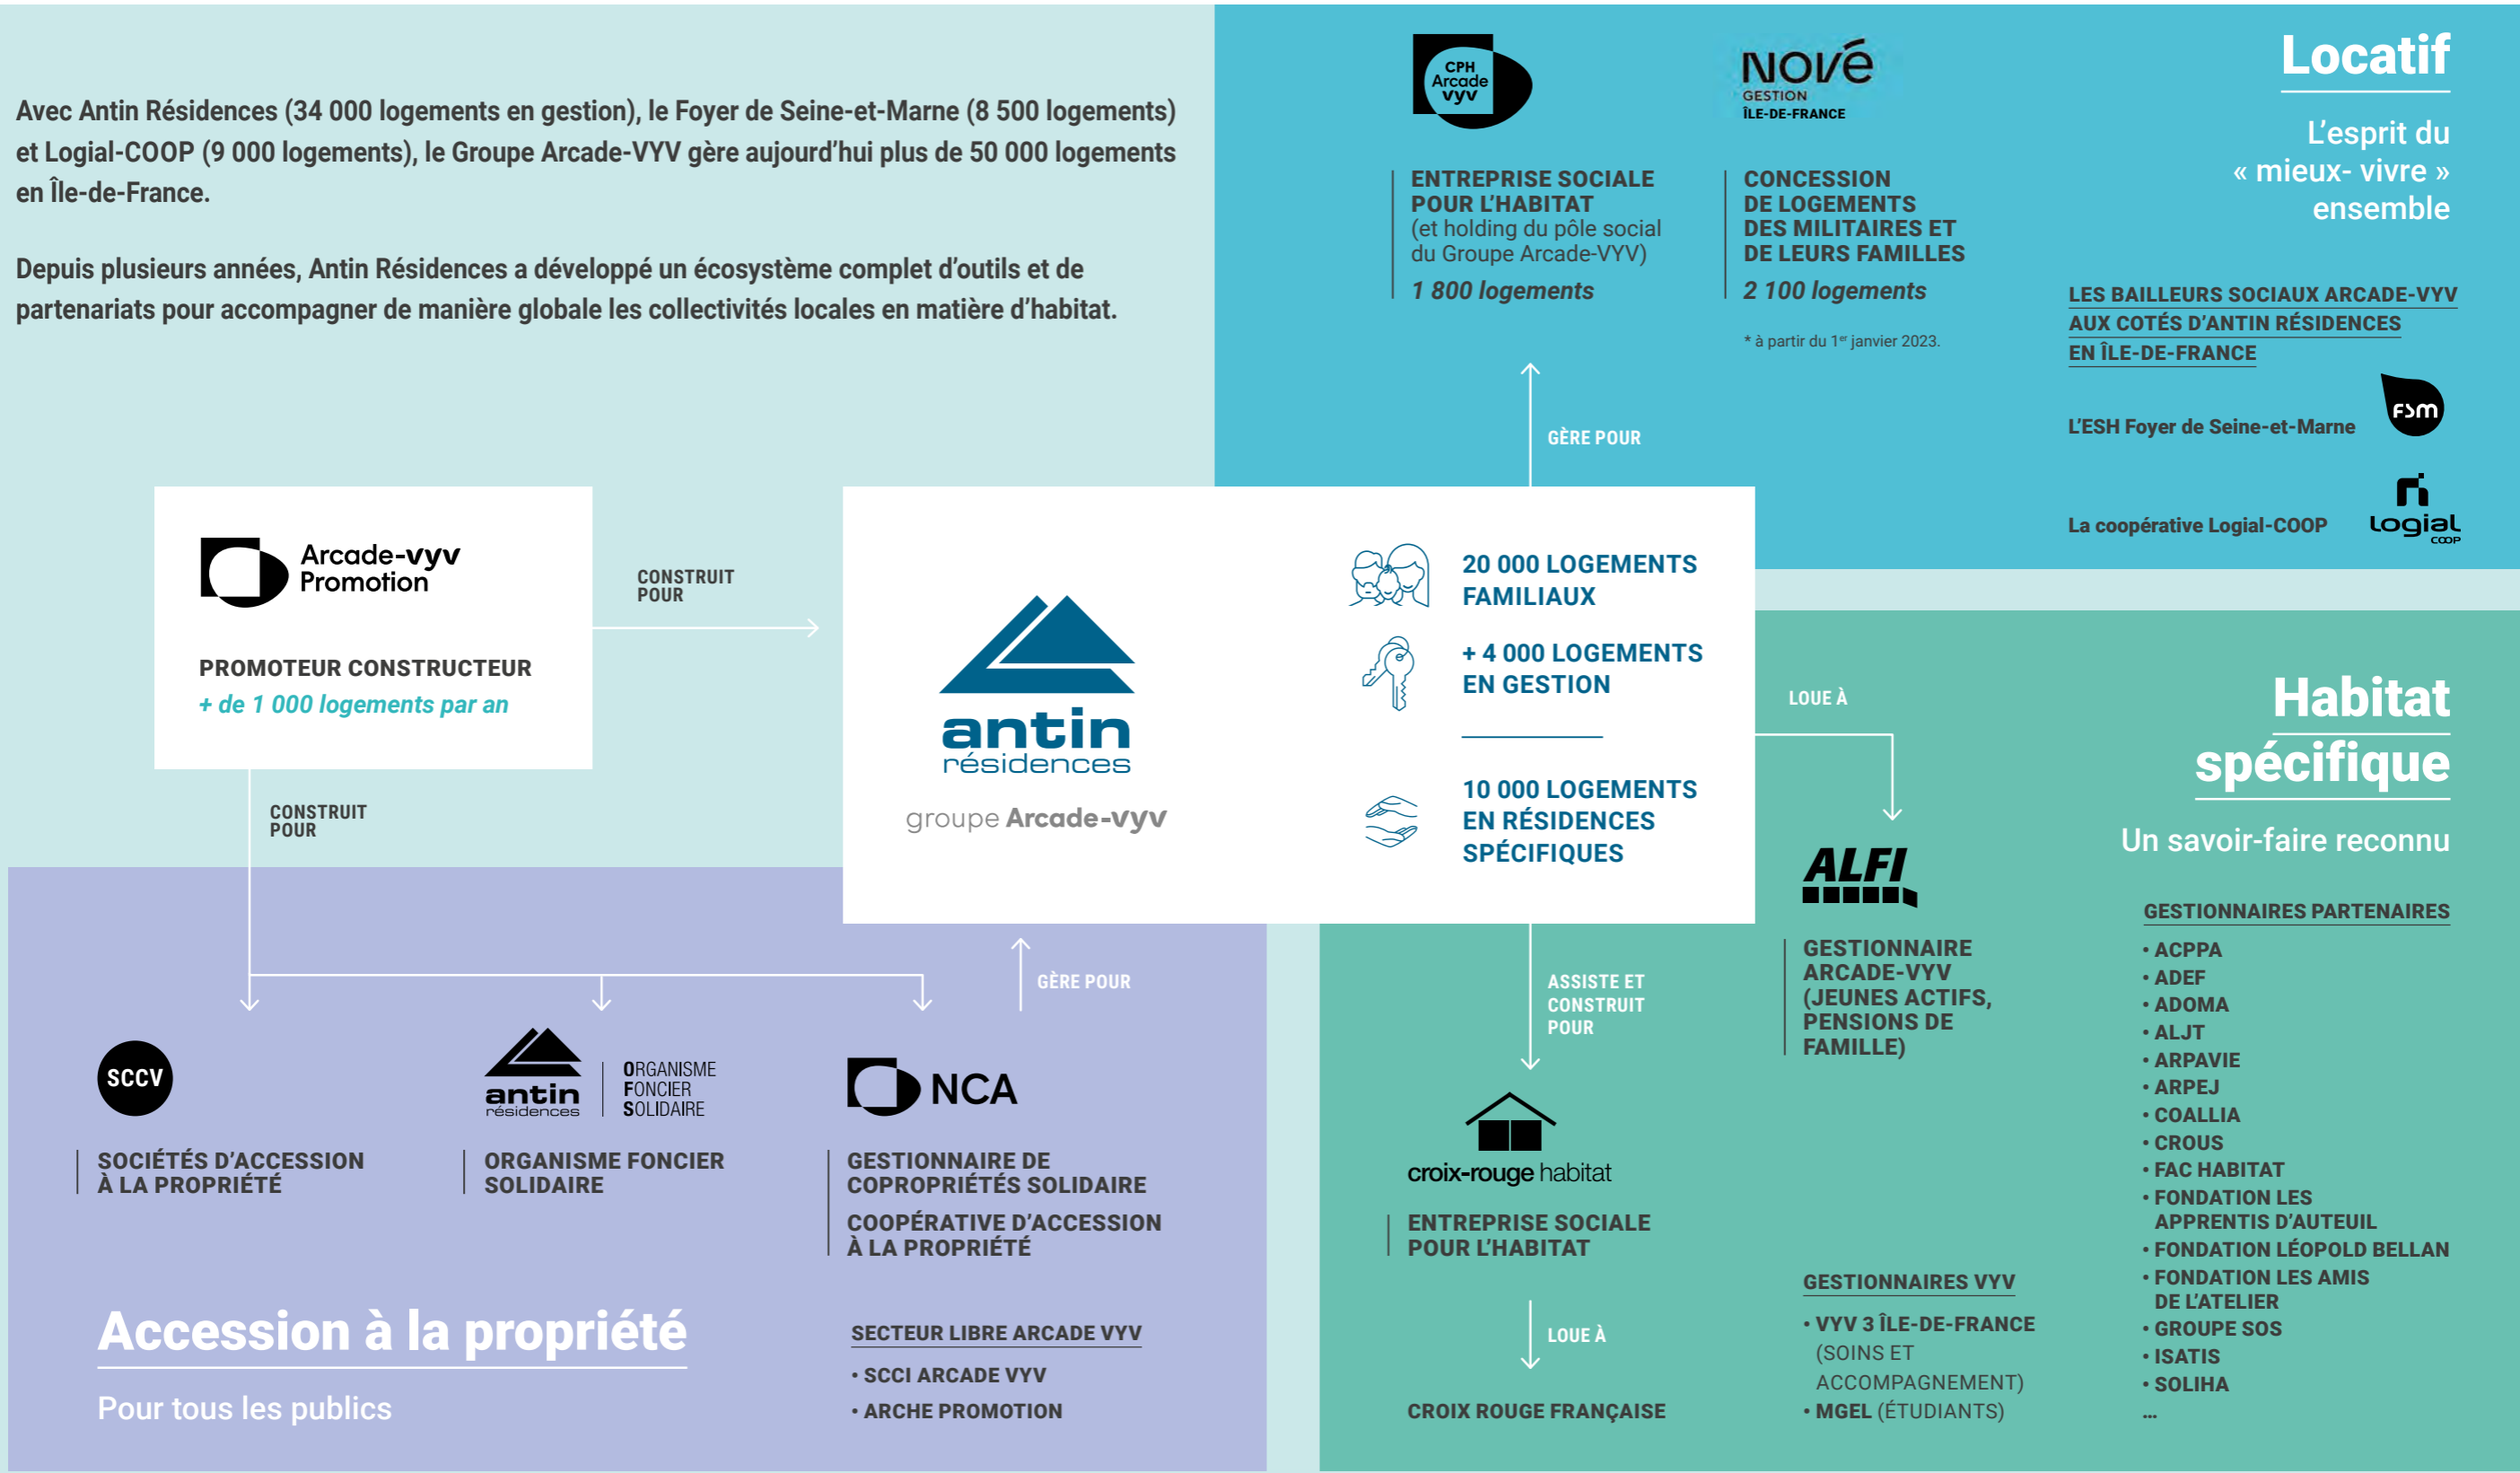 Avec Antin Résidences (34 000 logements en gestion), le Foyer de Seine-et-Marne (8 500 logements)
et Logial-COOP (9 000 logements), le Groupe Arcade-VYV gère aujourd'hui plus de 50 000 logements
en Île-de-France.
Depuis plusieurs années, Antin Résidences a développé un écosystème complet d'outils et de
partenariats pour accompagner de manière globale les collectivités locales en matière d'habitat.
CPH
Arcade
vyv
ENTREPRISE SOCIALE
POUR L'HABITAT
(et holding du pôle social
du Groupe Arcade-VYV)
1 800 logements
Nové
GESTION
ÎLE-DE-FRANCE
CONCESSION
DE LOGEMENTS
DES MILITAIRES ET
DE LEURS FAMILLES
2 100 logements
* à partir du 1er janvier 2023.
Locatif
L'esprit du
« mieux- vivre »
ensemble
LES BAILLEURS SOCIAUX ARCADE-VYV
AUX COTÉS D'ANTIN RÉSIDENCES
EN ÎLE-DE-FRANCE
L'ESH Foyer de Seine-et-Marne
FSM
La coopérative Logial-COOP
Logial
COOP
GÈRE POUR
Arcade-vyv
Promotion
PROMOTEUR CONSTRUCTEUR
+ de 1 000 logements par an
CONSTRUIT
POUR
CONSTRUIT
POUR
antin
résidences
groupe Arcade-vyv
20 000 LOGEMENTS
FAMILIAUX
+ 4 000 LOGEMENTS
EN GESTION
10 000 LOGEMENTS
EN RÉSIDENCES
SPÉCIFIQUES
LOUE À
Habitat
spécifique
Un savoir-faire reconnu
GÈRE POUR
SCCV
SOCIÉTÉS D'ACCESSION
À LA PROPRIÉTÉ
antin
résidences
ORGANISME
FONCIER
SOLIDAIRE
ORGANISME FONCIER
SOLIDAIRE
NCA
GESTIONNAIRE DE
COPROPRIÉTÉS SOLIDAIRE
COOPÉRATIVE D'ACCESSION
À LA PROPRIÉTÉ
Accession à la propriété
Pour tous les publics
SECTEUR LIBRE ARCADE VYV
• SCCI ARCADE VYV
• ARCHE PROMOTION
ASSISTE ET
CONSTRUIT
POUR
croix-rouge habitat
ENTREPRISE SOCIALE
POUR L'HABITAT
LOUE À
CROIX ROUGE FRANÇAISE
ALFI
GESTIONNAIRE
ARCADE-VYV
(JEUNES ACTIFS,
PENSIONS DE
FAMILLE)
GESTIONNAIRES VYV
• VYV 3 ÎLE-DE-FRANCE
(SOINS ET
ACCOMPAGNEMENT)
• MGEL (ÉTUDIANTS)
GESTIONNAIRES PARTENAIRES
• ACPPA
• ADEF
• ADOMA
• ALJT
• ARPAVIE
• ARPEJ
• COALLIA
• CROUS
• FAC HABITAT
• FONDATION LES
APPRENTIS D'AUTEUIL
• FONDATION LÉOPOLD BELLAN
• FONDATION LES AMIS
DE L'ATELIER
• GROUPE SOS
• ISATIS
• SOLIHA
...